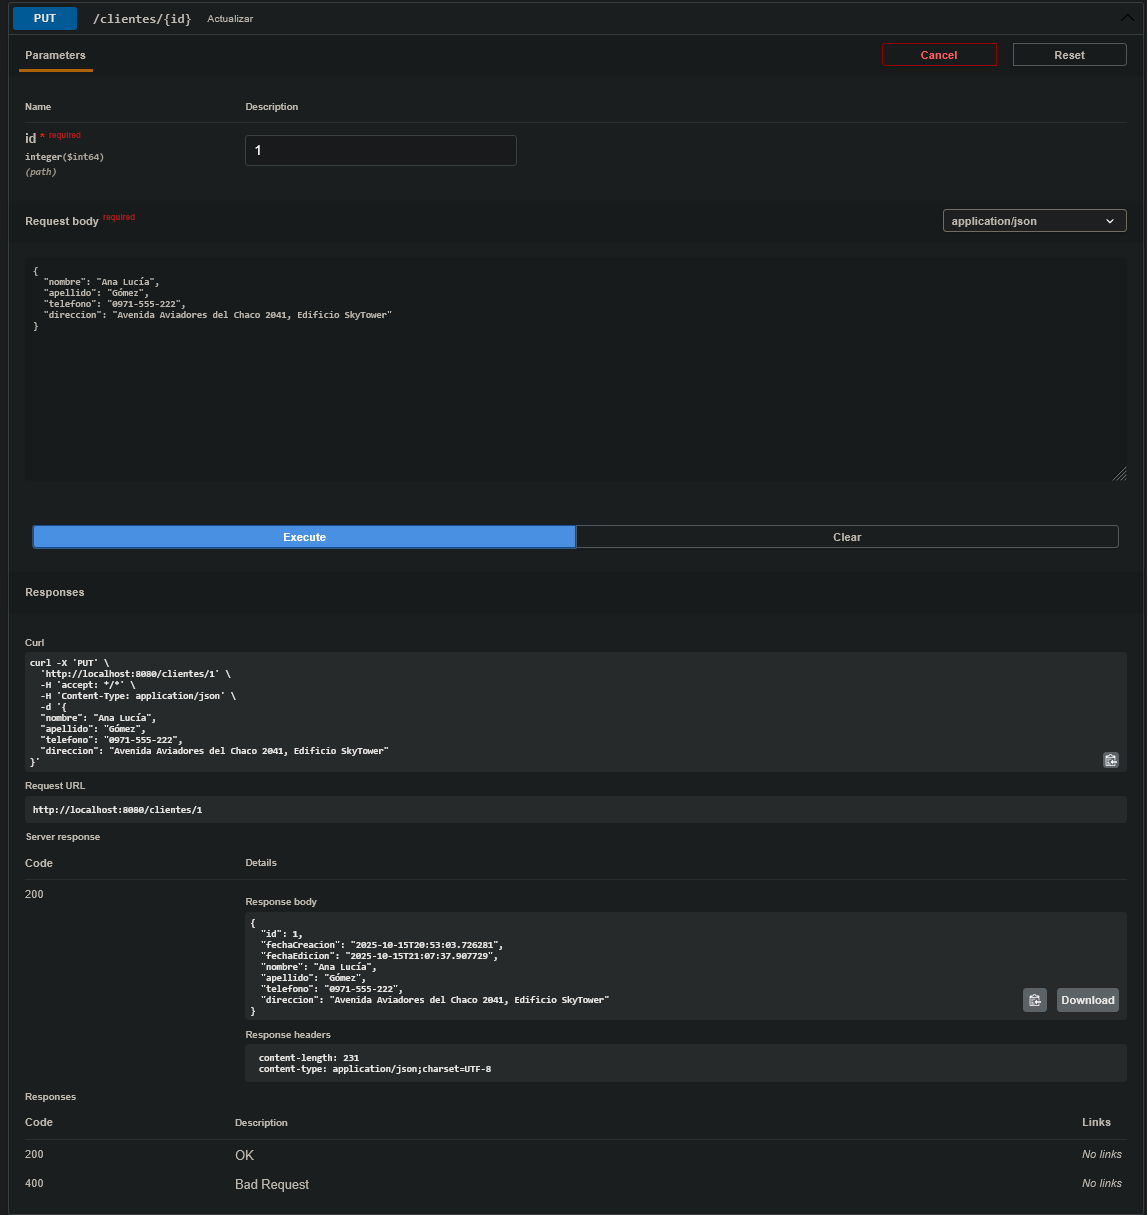 PUT /clientes/{id} Actualizar
Parameters
Cancel
Reset
Name Description
id * required
integer($int64)
(path)
1
Request body required
application/json
{
  "nombre": "Ana Lucía",
  "apellido": "Gómez",
  "telefono": "0971-555-222",
  "direccion": "Avenida Aviadores del Chaco 2041, Edificio SkyTower"
}
Execute
Clear
Responses
Curl
curl -X 'PUT' \
  'http://localhost:8080/clientes/1' \
  -H 'accept: */*' \
  -H 'Content-Type: application/json' \
  -d '{
  "nombre": "Ana Lucía",
  "apellido": "Gómez",
  "telefono": "0971-555-222",
  "direccion": "Avenida Aviadores del Chaco 2041, Edificio SkyTower"
}'
Request URL
http://localhost:8080/clientes/1
Server response
Code Details
200
Response body
{
  "id": 1,
  "fechaCreacion": "2025-10-15T20:53:03.726281",
  "fechaEdicion": "2025-10-15T21:07:37.907729",
  "nombre": "Ana Lucía",
  "apellido": "Gómez",
  "telefono": "0971-555-222",
  "direccion": "Avenida Aviadores del Chaco 2041, Edificio SkyTower"
}
Download
Response headers
content-length: 231
content-type: application/json;charset=UTF-8
Responses
Code Description Links
200 OK No links
400 Bad Request No links